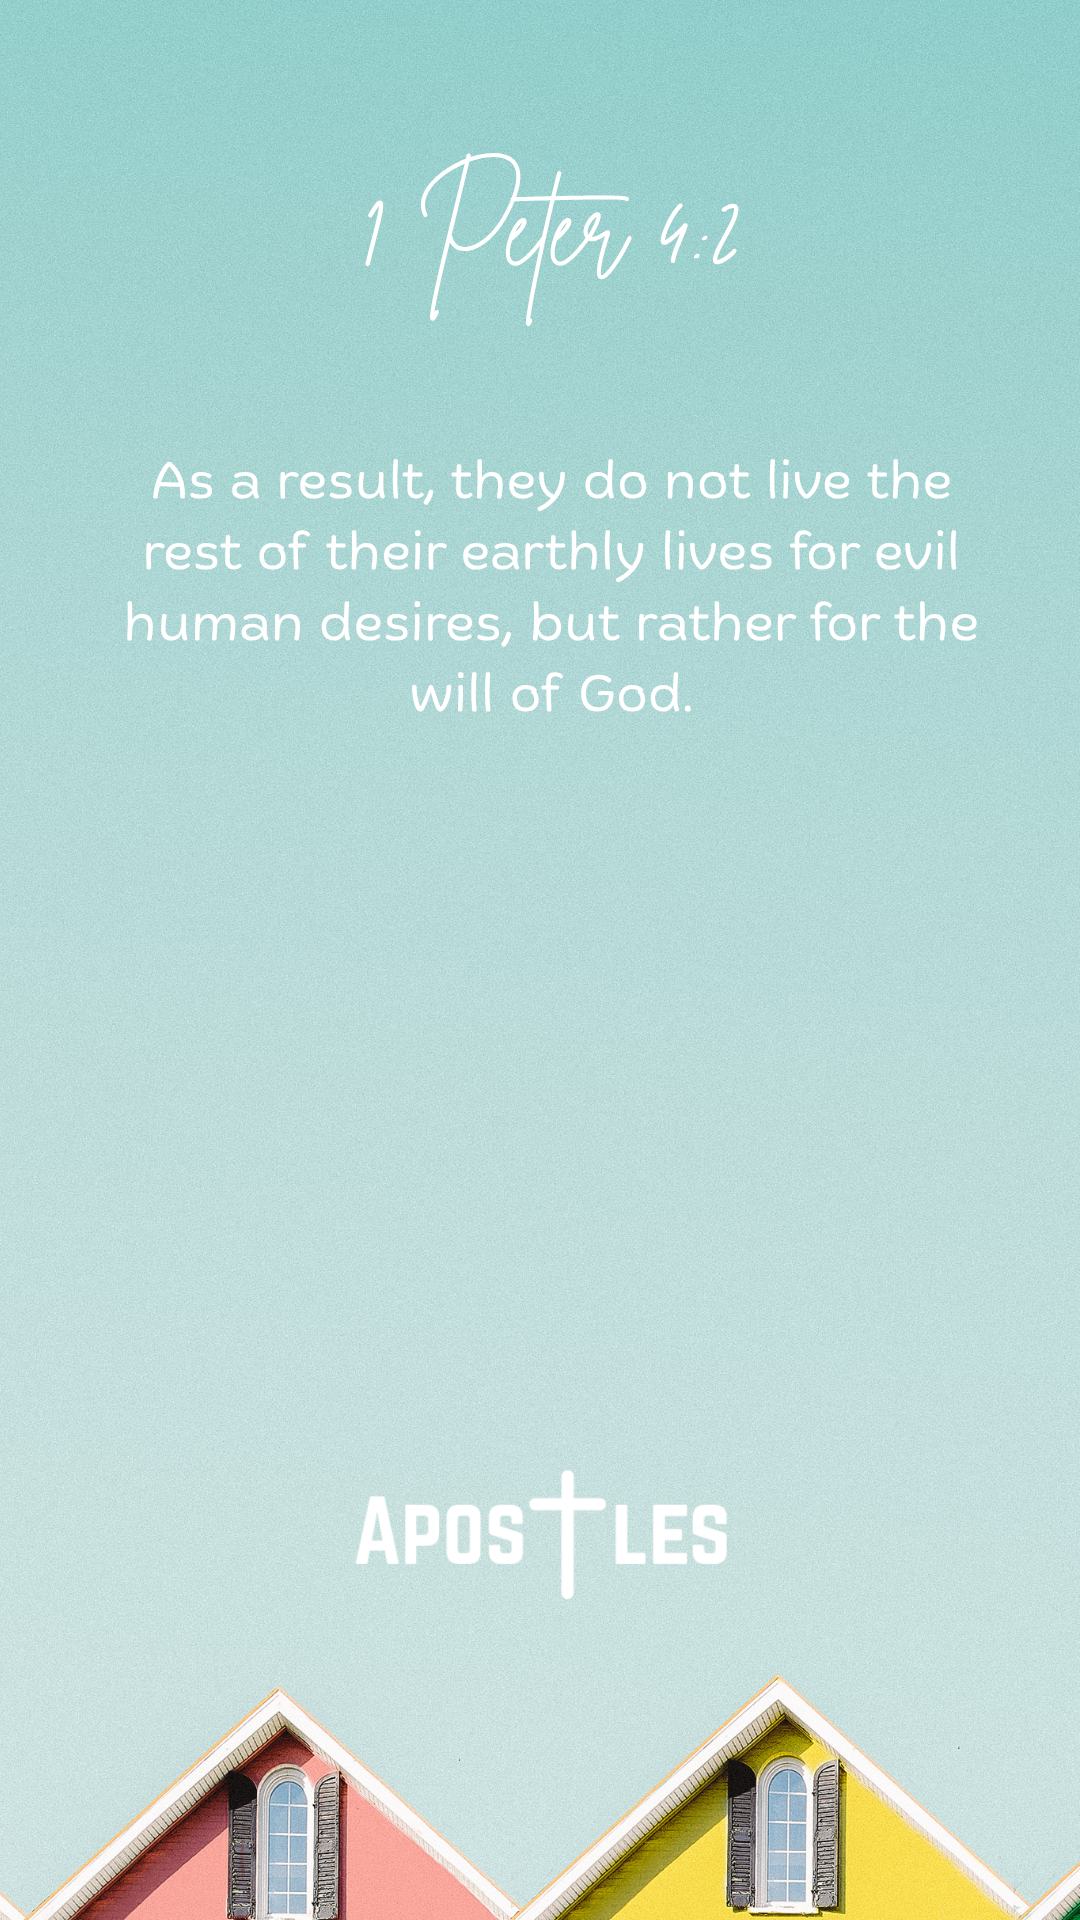 1 Peter 4:2
As a result, they do not live the
rest of their earthly lives for evil
human desires, but rather for the
will of God.
APOSTLES